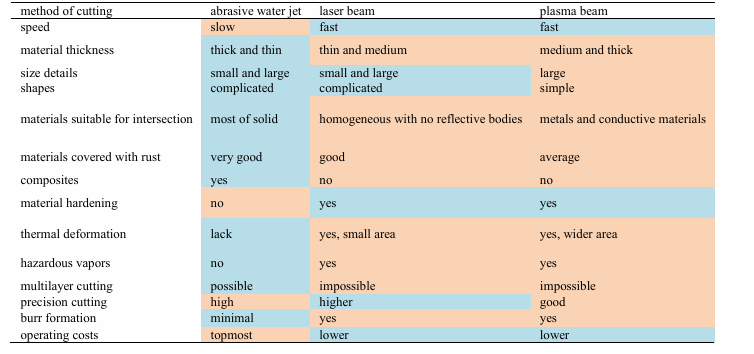 method of cutting abrasive water jet laser beam plasma beam
speed slow fast fast
material thickness thick and thin thin and medium medium and thick
size details small and large small and large large
shapes complicated complicated simple
materials suitable for intersection most of solid homogeneous with no reflective bodies metals and conductive materials
materials covered with rust very good good average
composites yes no no
material hardening no yes yes
thermal deformation lack yes, small area yes, wider area
hazardous vapors no yes yes
multilayer cutting possible impossible impossible
precision cutting high higher good
burr formation minimal yes yes
operating costs topmost lower lower